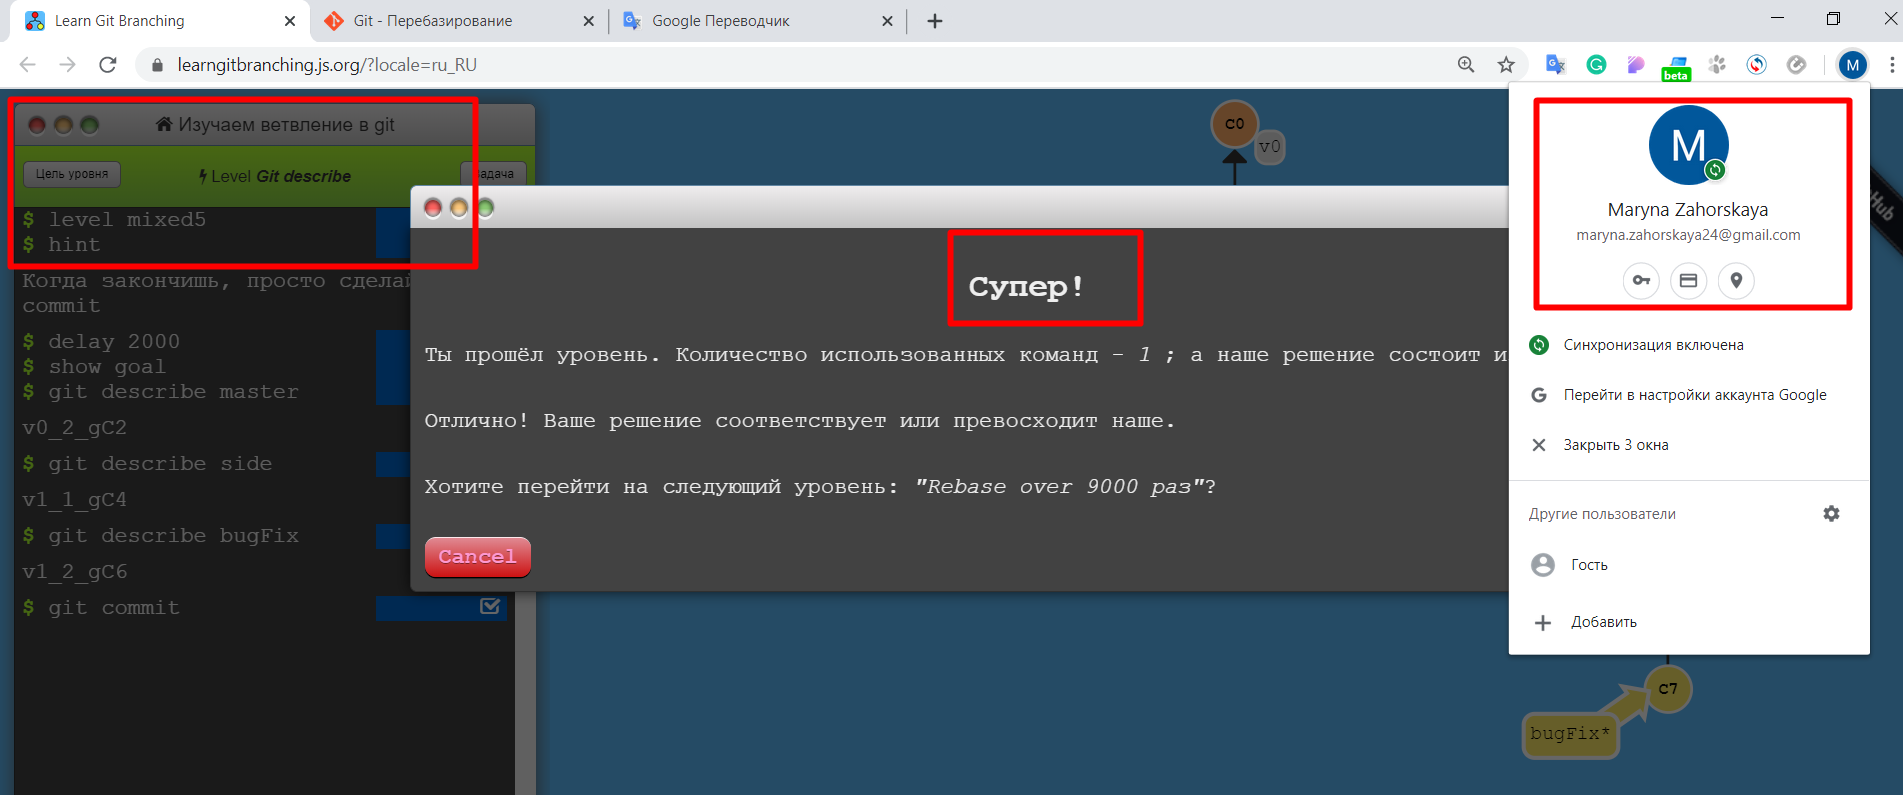 Learn Git Branching
Git - Перебазирование
Google Переводчик
learngitbranching.js.org/?locale=ru_RU
beta
M
Изучаем ветвление в git
Цель уровня
Level Git describe
$ level mixed5
$ hint
Когда закончишь, просто сделай
commit
$ delay 2000
$ show goal
$ git describe master
v0_2_gC2
$ git describe side
v1_1_gC4
$ git describe bugFix
v1_2_gC6
$ git commit
C0
v0
Супер!
Ты прошёл уровень. Количество использованных команд - 1 ; а наше решение состоит
Отлично! Ваше решение соответствует или превосходит наше.
Хотите перейти на следующий уровень: "Rebase over 9000 раз"?
Cancel
M
Maryna Zahorskaya
maryna.zahorskaya24@gmail.com
Синхронизация включена
Перейти в настройки аккаунта Google
Закрыть 3 окна
Другие пользователи
Гость
Добавить
C7
bugFix*